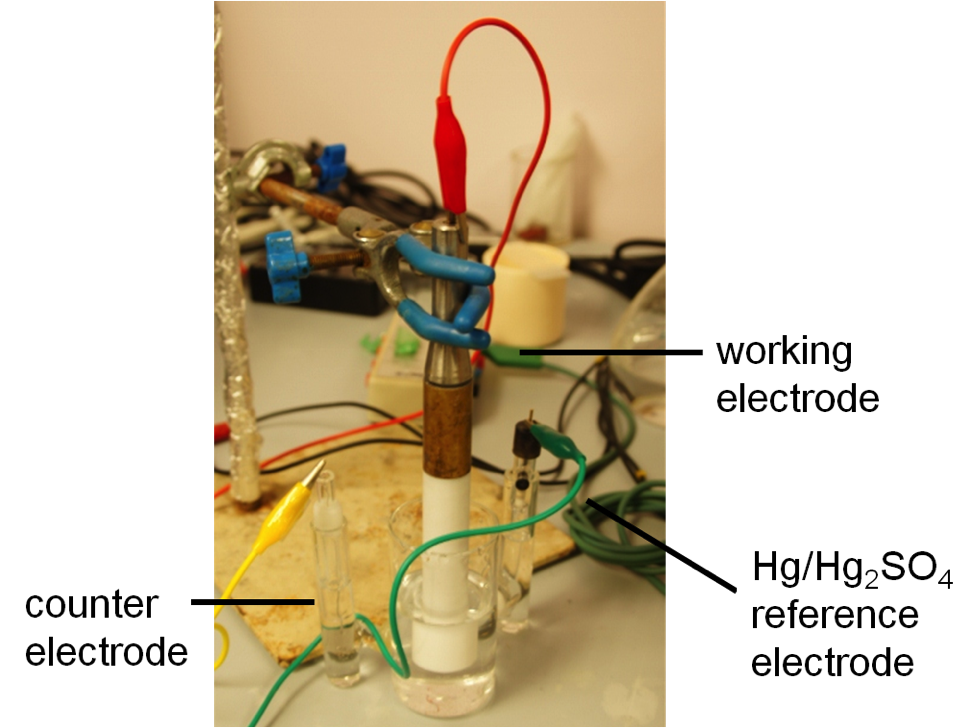 working
electrode
Hg/Hg₂SO₄
reference
electrode
counter
electrode